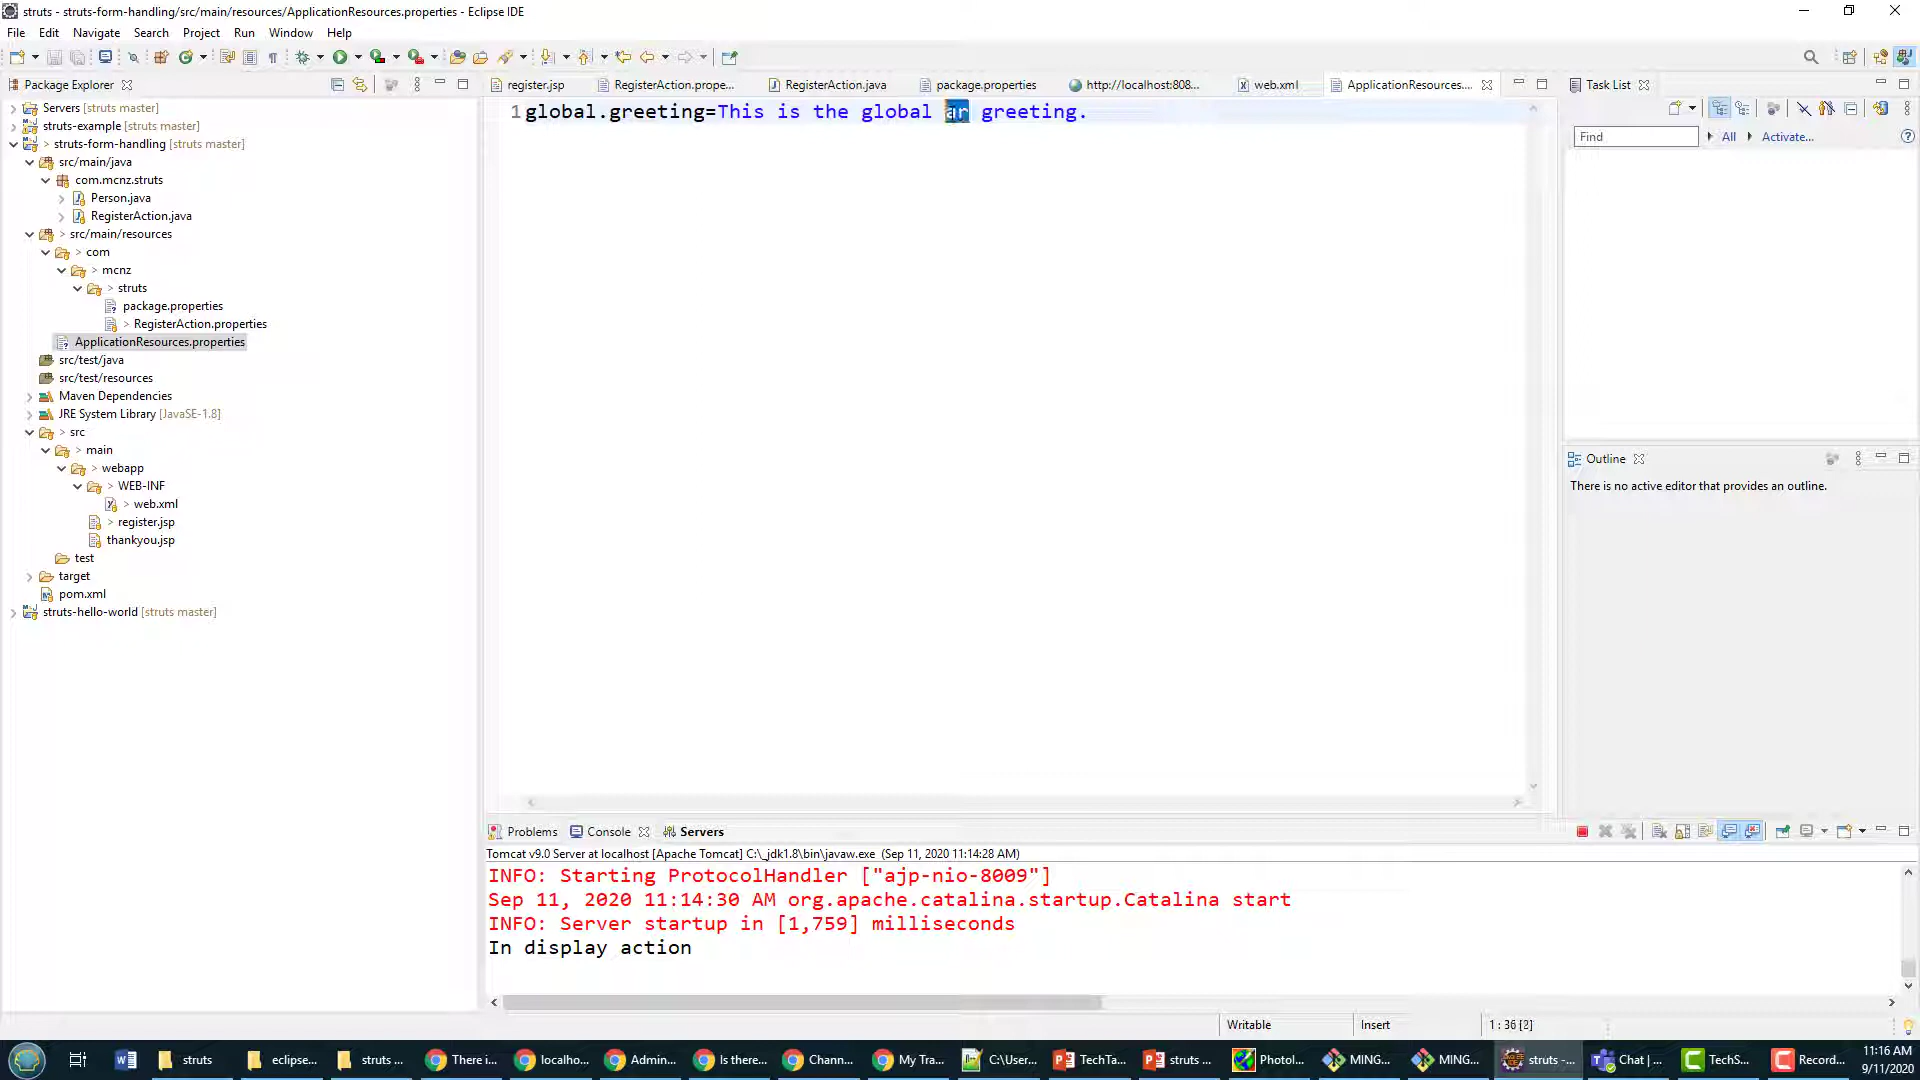 struts - struts-form-handling/src/main/resources/ApplicationResources.properties - Eclipse IDE
File Edit Navigate Search Project Run Window Help
Package Explorer
register.jsp RegisterAction.prope... RegisterAction.java package.properties http://localhost:808... web.xml ApplicationResources....
Task List
Servers [struts master]
struts-example [struts master]
struts-form-handling [struts master]
src/main/java
com.mcnz.struts
Person.java
RegisterAction.java
src/main/resources
com
mcnz
struts
package.properties
RegisterAction.properties
ApplicationResources.properties
src/test/java
src/test/resources
Maven Dependencies
JRE System Library [JavaSE-1.8]
src
main
webapp
WEB-INF
web.xml
register.jsp
thankyou.jsp
test
target
pom.xml
struts-hello-world [struts master]
1 global.greeting=This is the global ar greeting.
Find All Activate...
Outline
There is no active editor that provides an outline.
Problems Console Servers
Tomcat v9.0 Server at localhost [Apache Tomcat] C:\_jdk1.8\bin\javaw.exe (Sep 11, 2020 11:14:28 AM)
INFO: Starting ProtocolHandler ["ajp-nio-8009"]
Sep 11, 2020 11:14:30 AM org.apache.catalina.startup.Catalina start
INFO: Server startup in [1,759] milliseconds
In display action
Writable Insert 1 : 36 [2]
struts eclipse... struts ... There i... localho... Admin... Is there... Chann... My Tra... C:\User... TechTa... struts ... Photol... MING... MING... struts -... Chat | ... TechS... Record...
11:16 AM
9/11/2020